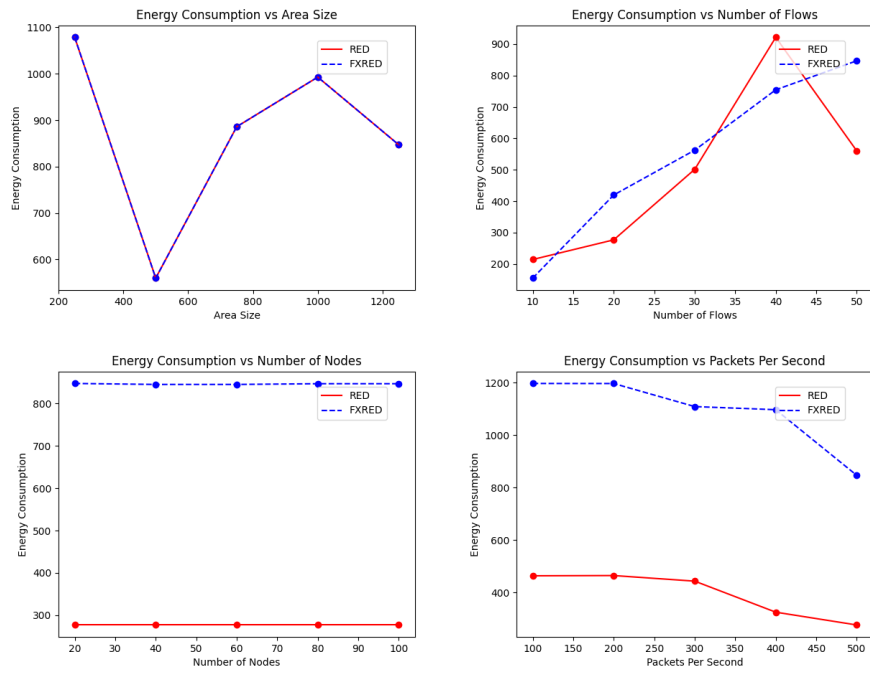 Energy Consumption vs Area Size
Energy Consumption
1100
1000
900
800
700
600
200
400
600
800
1000
1200
Area Size
RED
FXRED
Energy Consumption vs Number of Flows
Energy Consumption
900
800
700
600
500
400
300
200
10
15
20
25
30
35
40
45
50
Number of Flows
RED
FXRED
Energy Consumption vs Number of Nodes
Energy Consumption
800
700
600
500
400
300
20
30
40
50
60
70
80
90
100
Number of Nodes
RED
FXRED
Energy Consumption vs Packets Per Second
Energy Consumption
1200
1000
800
600
400
100
150
200
250
300
350
400
450
500
Packets Per Second
RED
FXRED